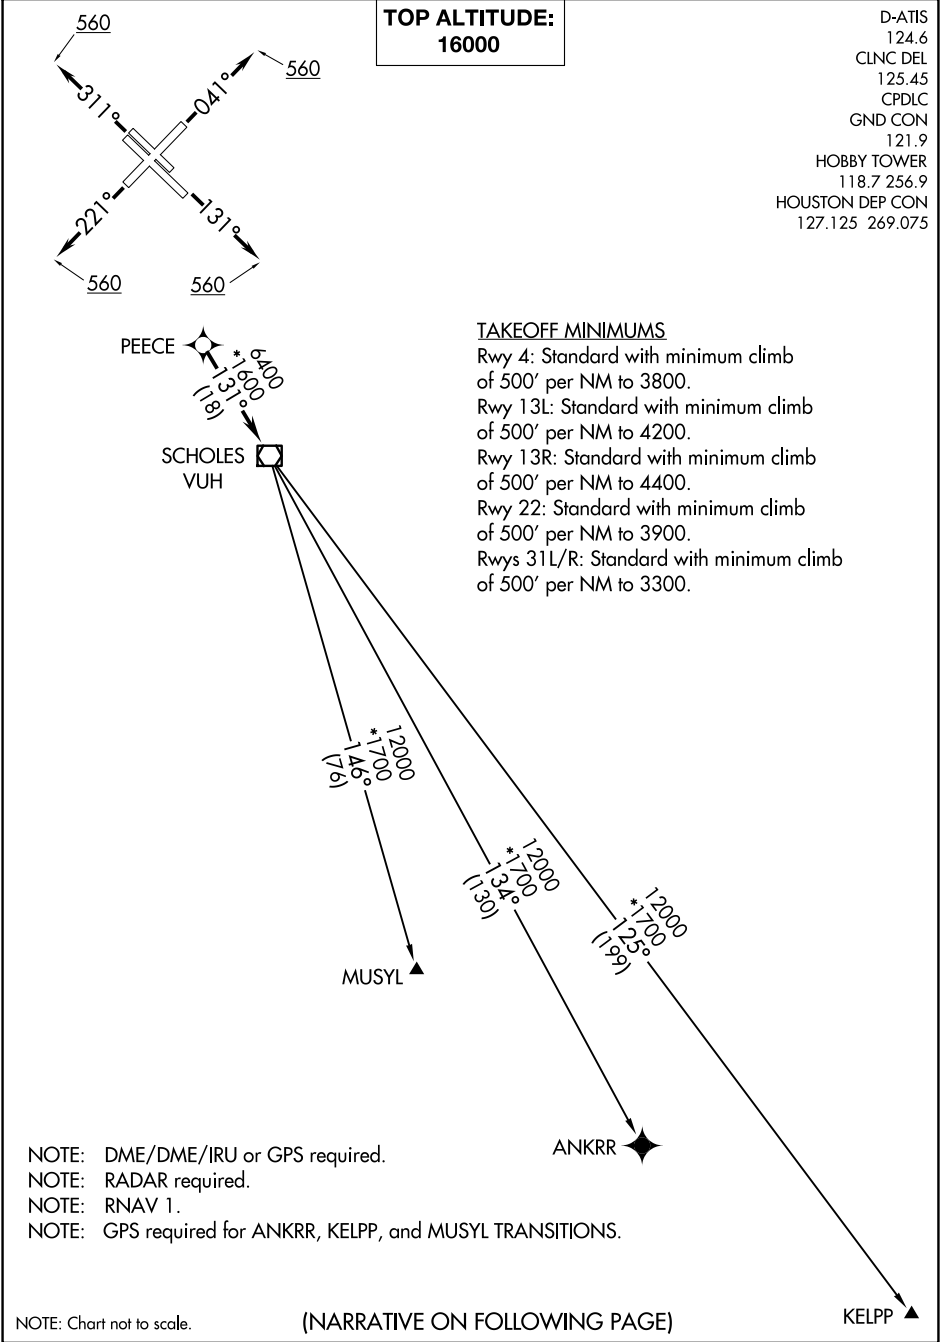 TOP ALTITUDE:
16000
D-ATIS
124.6
CLNC DEL
125.45
CPDLC
GND CON
121.9
HOBBY TOWER
118.7 256.9
HOUSTON DEP CON
127.125 269.075
560
560
311°
041°
221°
131°
560
560
PEECE
6400
*1600
131°
(18)
SCHOLES
VUH
TAKEOFF MINIMUMS
Rwy 4: Standard with minimum climb
of 500' per NM to 3800.
Rwy 13L: Standard with minimum climb
of 500' per NM to 4200.
Rwy 13R: Standard with minimum climb
of 500' per NM to 4400.
Rwy 22: Standard with minimum climb
of 500' per NM to 3900.
Rwys 31L/R: Standard with minimum climb
of 500' per NM to 3300.
12000
*1700
146°
(76)
12000
*1700
134°
(130)
12000
*1700
125°
(199)
MUSYL
ANKRR
KELPP
NOTE: DME/DME/IRU or GPS required.
NOTE: RADAR required.
NOTE: RNAV 1.
NOTE: GPS required for ANKRR, KELPP, and MUSYL TRANSITIONS.
NOTE: Chart not to scale.
(NARRATIVE ON FOLLOWING PAGE)